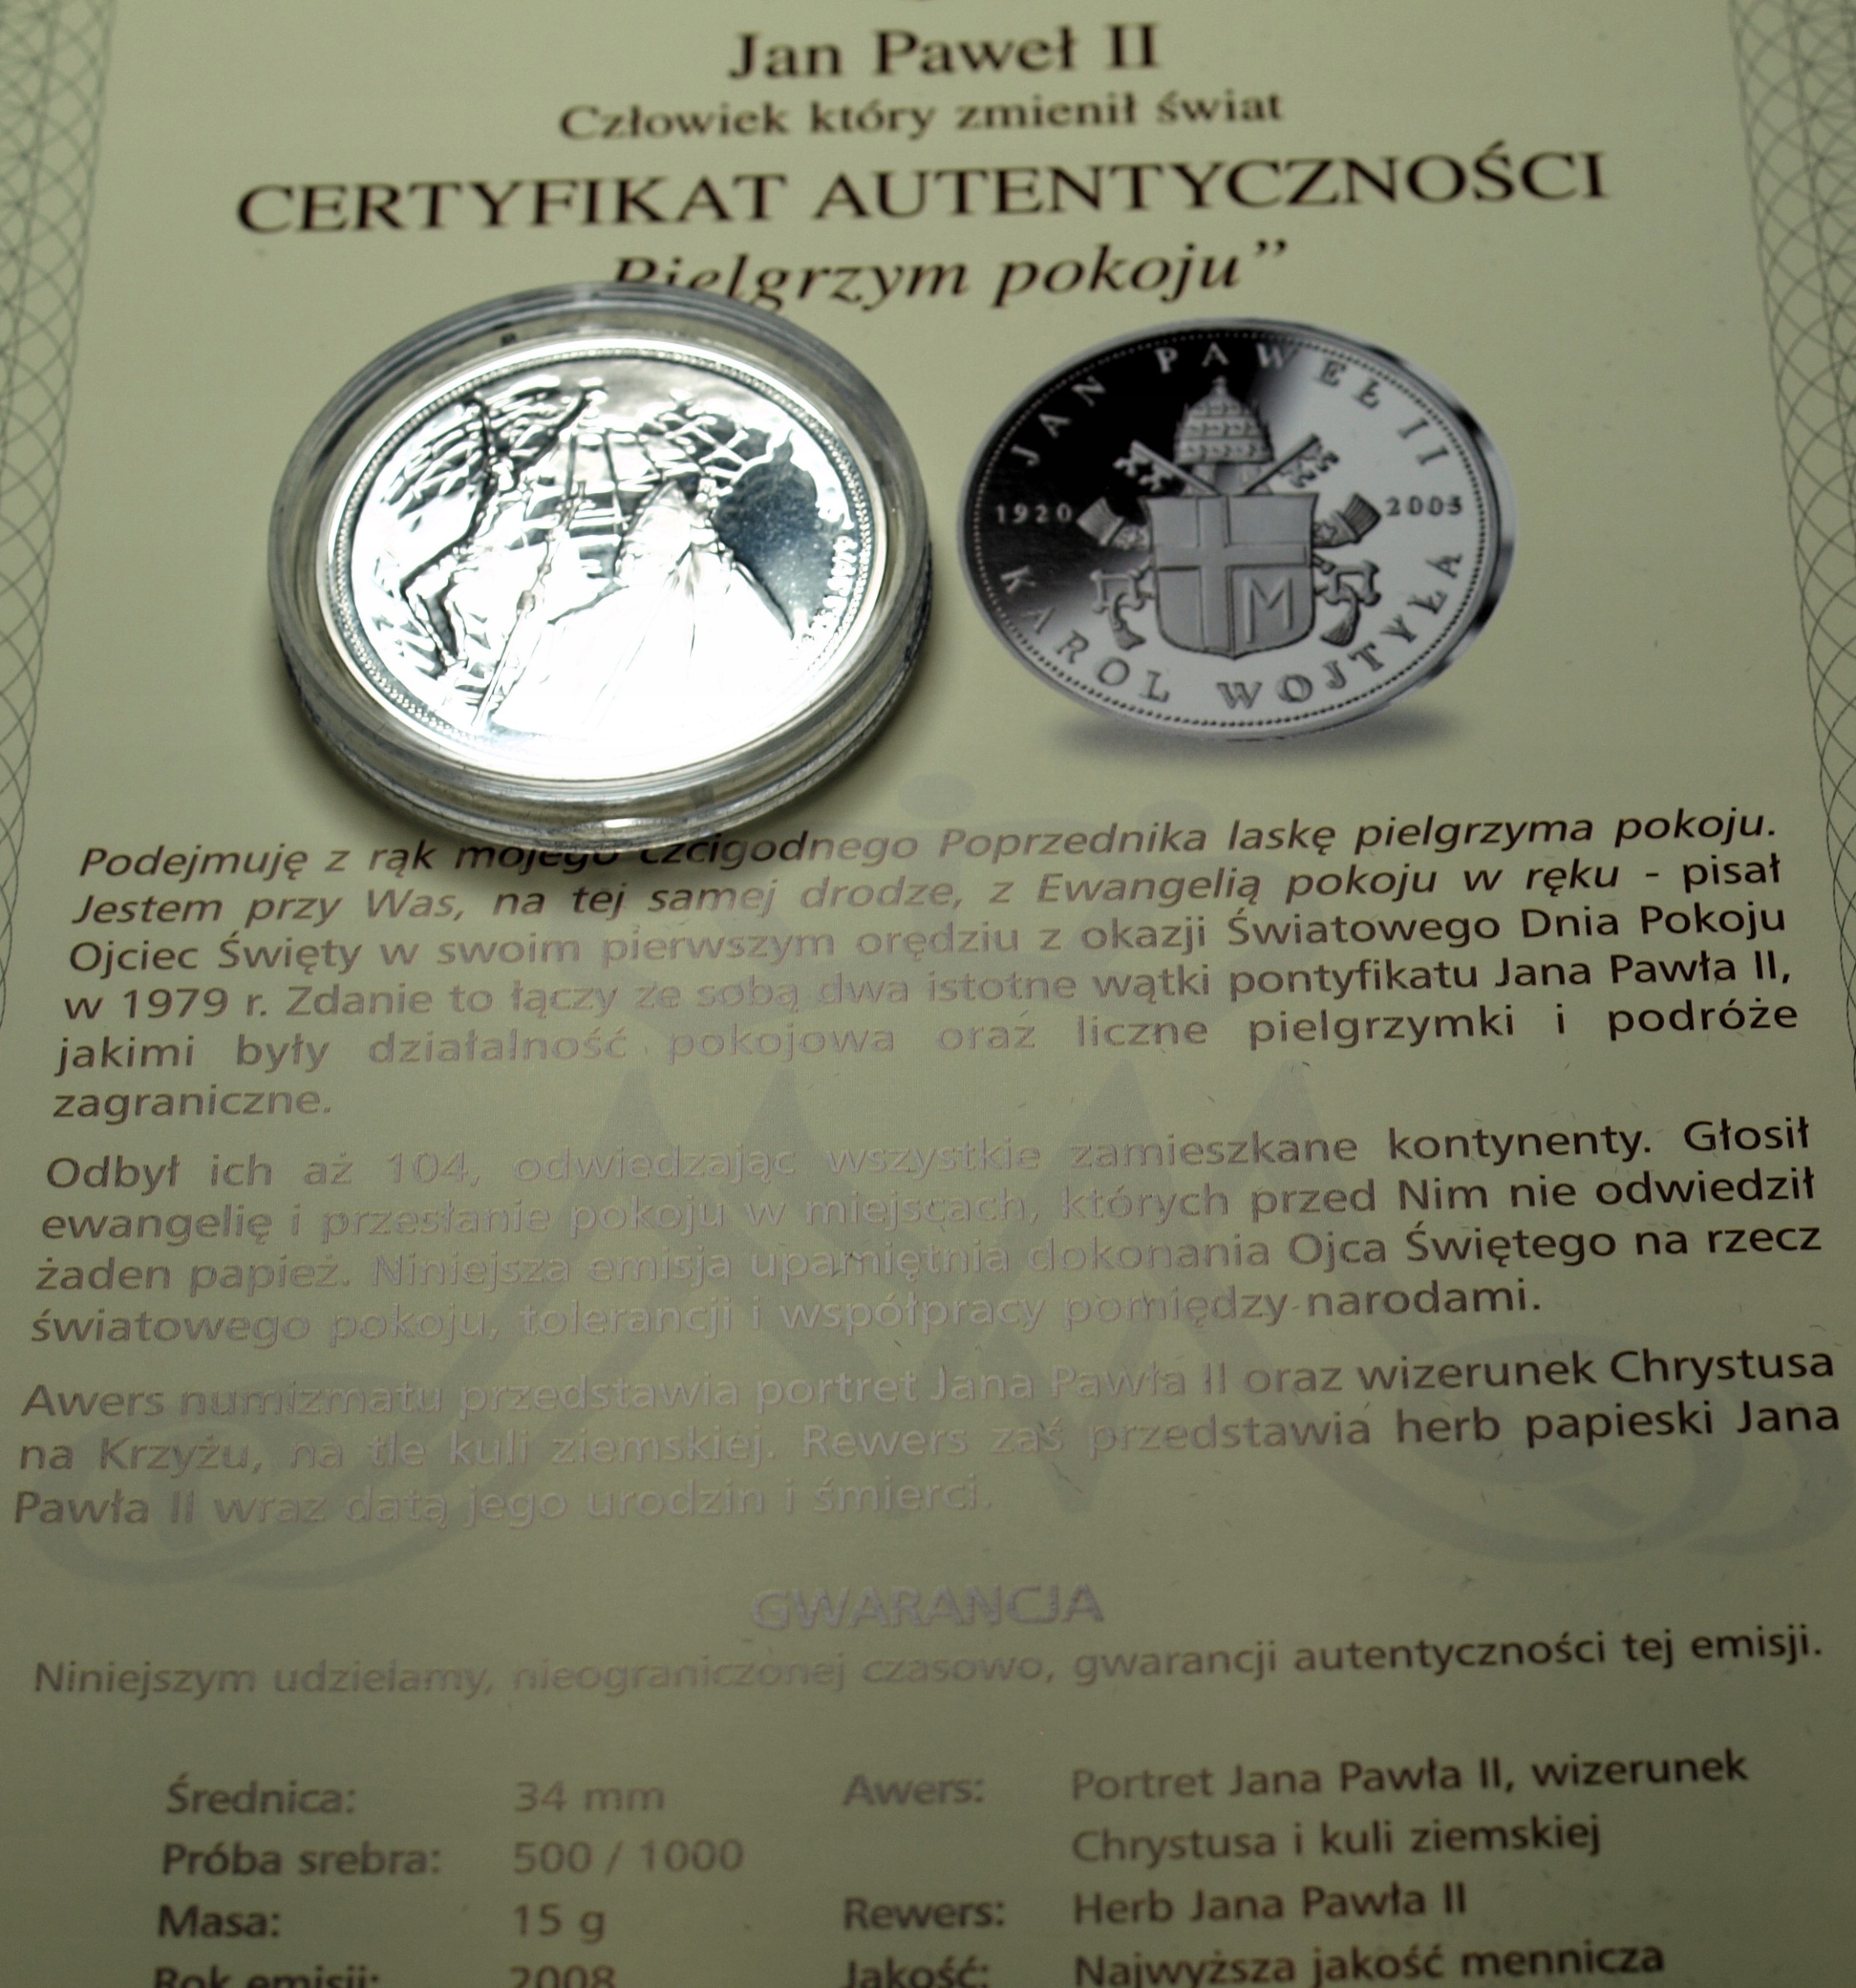 Jan Paweł II
Człowiek który zmienił świat
CERTYFIKAT AUTENTYCZNOŚCI
Pielgrzym pokoju”
JAN PAWEŁ II
1920 2005
KAROL WOJTYŁA
M
Podejmuję z rąk mojego czcigodnego Poprzednika laskę pielgrzyma pokoju.
Jestem przy Was, na tej samej drodze, z Ewangelią pokoju w ręku - pisał
Ojciec Święty w swoim pierwszym orędziu z okazji Światowego Dnia Pokoju
w 1979 r. Zdanie to łączy ze sobą dwa istotne wątki pontyfikatu Jana Pawła II,
jakimi były działalność pokojowa oraz liczne pielgrzymki i podróże
zagraniczne.
Odbył ich aż 104, odwiedzając wszystkie zamieszkane kontynenty. Głosił
ewangelię i przesłanie pokoju w miejscach, których przed Nim nie odwiedził
żaden papież. Niniejsza emisja upamiętnia dokonania Ojca Świętego na rzecz
światowego pokoju, tolerancji i współpracy pomiędzy narodami.
Awers numizmatu przedstawia portret Jana Pawła II oraz wizerunek Chrystusa
na Krzyżu, na tle kuli ziemskiej. Rewers zaś przedstawia herb papieski Jana
Pawła II wraz datą jego urodzin i śmierci.
GWARANCJA
Niniejszym udzielamy, nieograniczonej czasowo, gwarancji autentyczności tej emisji.
Średnica: 34 mm Awers: Portret Jana Pawła II, wizerunek
Próba srebra: 500 / 1000 Chrystusa i kuli ziemskiej
Masa: 15 g Rewers: Herb Jana Pawła II
Rok emisji: 2008 Jakość: Najwyższa jakość mennicza